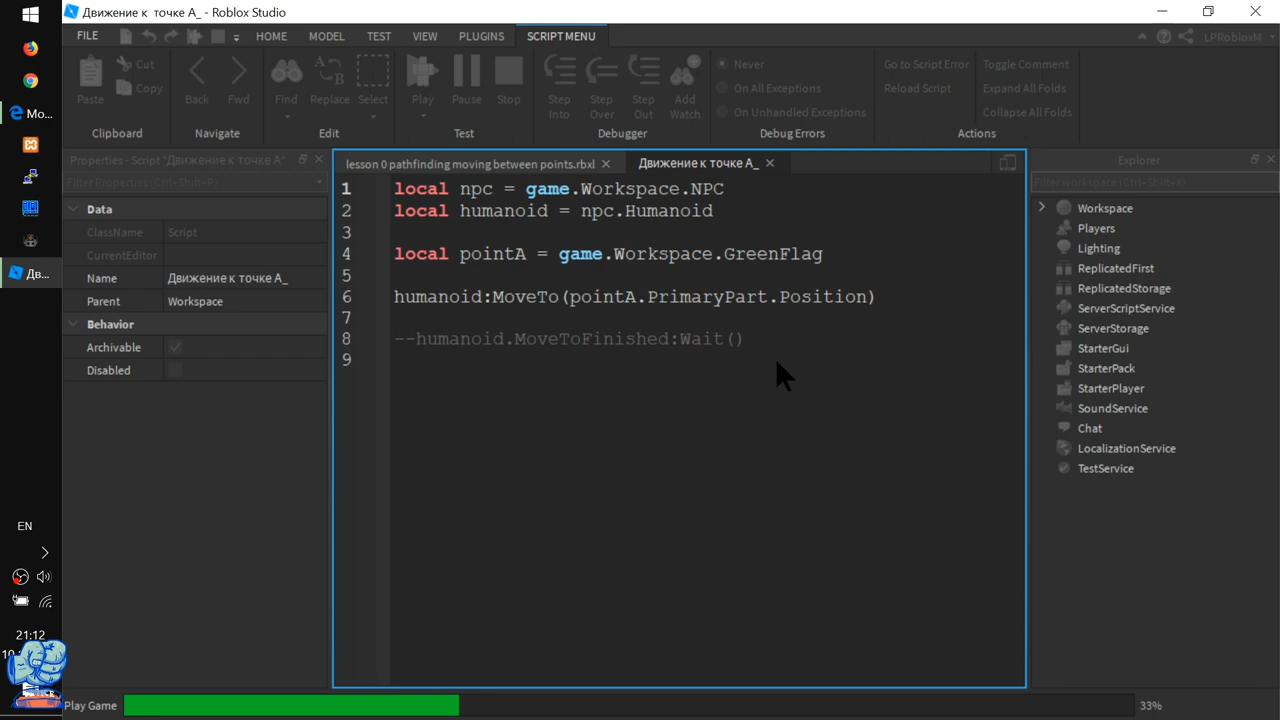 Движение к точке А_ - Roblox Studio
FILE
HOME
MODEL
TEST
VIEW
PLUGINS
SCRIPT MENU
LPRobloxM
Paste
Cut
Copy
Clipboard
Back
Fwd
Navigate
Find
Replace
Select
Edit
Play
Pause
Stop
Test
Step Into
Step Over
Step Out
Add Watch
Debugger
Never
On All Exceptions
On Unhandled Exceptions
Debug Errors
Go to Script Error
Reload Script
Toggle Comment
Expand All Folds
Collapse All Folds
Actions
Properties - Script "Движение к точке А_"
Filter Properties (Ctrl+Shift+P)
Data
ClassName Script
CurrentEditor
Name Движение к точке А_
Parent Workspace
Behavior
Archivable
Disabled
lesson 0 pathfinding moving between points.rbxl
Движение к точке А_
1 local npc = game.Workspace.NPC
2 local humanoid = npc.Humanoid
3
4 local pointA = game.Workspace.GreenFlag
5
6 humanoid:MoveTo(pointA.PrimaryPart.Position)
7
8 --humanoid.MoveToFinished:Wait()
9
Explorer
Filter workspace (Ctrl+Shift+X)
Workspace
Players
Lighting
ReplicatedFirst
ReplicatedStorage
ServerScriptService
ServerStorage
StarterGui
StarterPack
StarterPlayer
SoundService
Chat
LocalizationService
TestService
Mo...
Дв...
EN
21:12
Play Game
33%